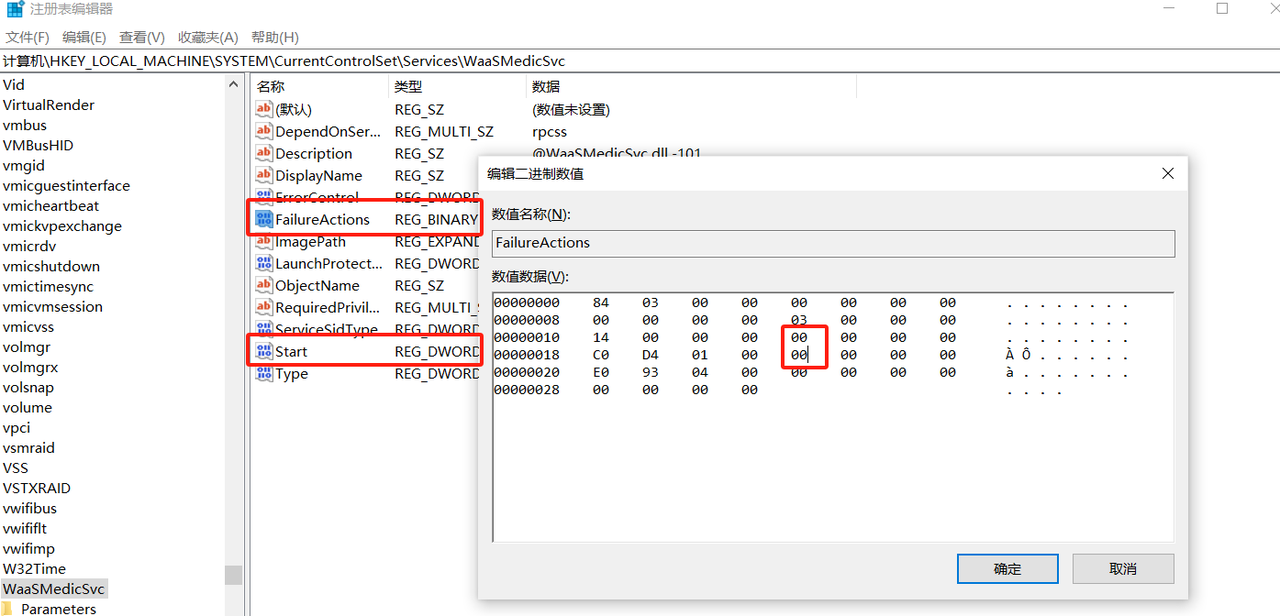 注册表编辑器
文件(F) 编辑(E) 查看(V) 收藏夹(A) 帮助(H)
计算机\HKEY_LOCAL_MACHINE\SYSTEM\CurrentControlSet\Services\WaaSMedicSvc
Vid
VirtualRender
vmbus
VMBusHID
vmgid
vmicguestinterface
vmicheartbeat
vmickvpexchange
vmicrdv
vmicshutdown
vmictimesync
vmicvmsession
vmicvss
volmgr
volmgrx
volsnap
volume
vpci
vsmraid
VSS
VSTXRAID
vwifibus
vwififlt
vwifimp
W32Time
WaaSMedicSvc
Parameters
名称 类型 数据
(默认) REG_SZ (数值未设置)
DependOnSer... REG_MULTI_SZ rpcss
Description REG_SZ @WaaSMedicSvc.dll,-101
DisplayName REG_SZ
ErrorControl REG_DWORD
FailureActions REG_BINARY
ImagePath REG_EXPAND
LaunchProtect... REG_DWORD
ObjectName REG_SZ
RequiredPrivil... REG_MULTI_S
ServiceSidType REG_DWORD
Start REG_DWORD
Type REG_DWORD
编辑二进制数值
数值名称(N):
FailureActions
数值数据(V):
00000000 84 03 00 00 00 00 00 00 . . . . . . . .
00000008 00 00 00 00 03 00 00 00 . . . . . . . .
00000010 14 00 00 00 00 00 00 00 . . . . . . . .
00000018 C0 D4 01 00 00 00 00 00 À Ô . . . . . .
00000020 E0 93 04 00 00 00 00 00 à . . . . . . .
00000028 00 00 00 00 . . . .
确定 取消